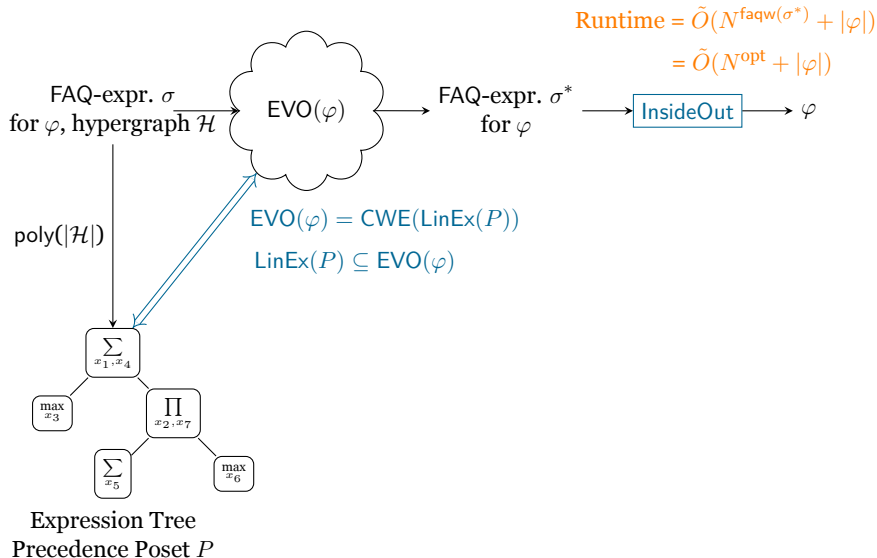 Runtime = Õ(N^{faqw(σ*)} + |φ|)
= Õ(N^{opt} + |φ|)
FAQ-expr. σ
for φ, hypergraph ℋ
EVO(φ)
FAQ-expr. σ*
for φ
InsideOut
φ
EVO(φ) = CWE(LinEx(P))
LinEx(P) ⊆ EVO(φ)
poly(|ℋ|)
∑
x₁,x₄
max
x₃
∏
x₂,x₇
∑
x₅
max
x₆
Expression Tree
Precedence Poset P